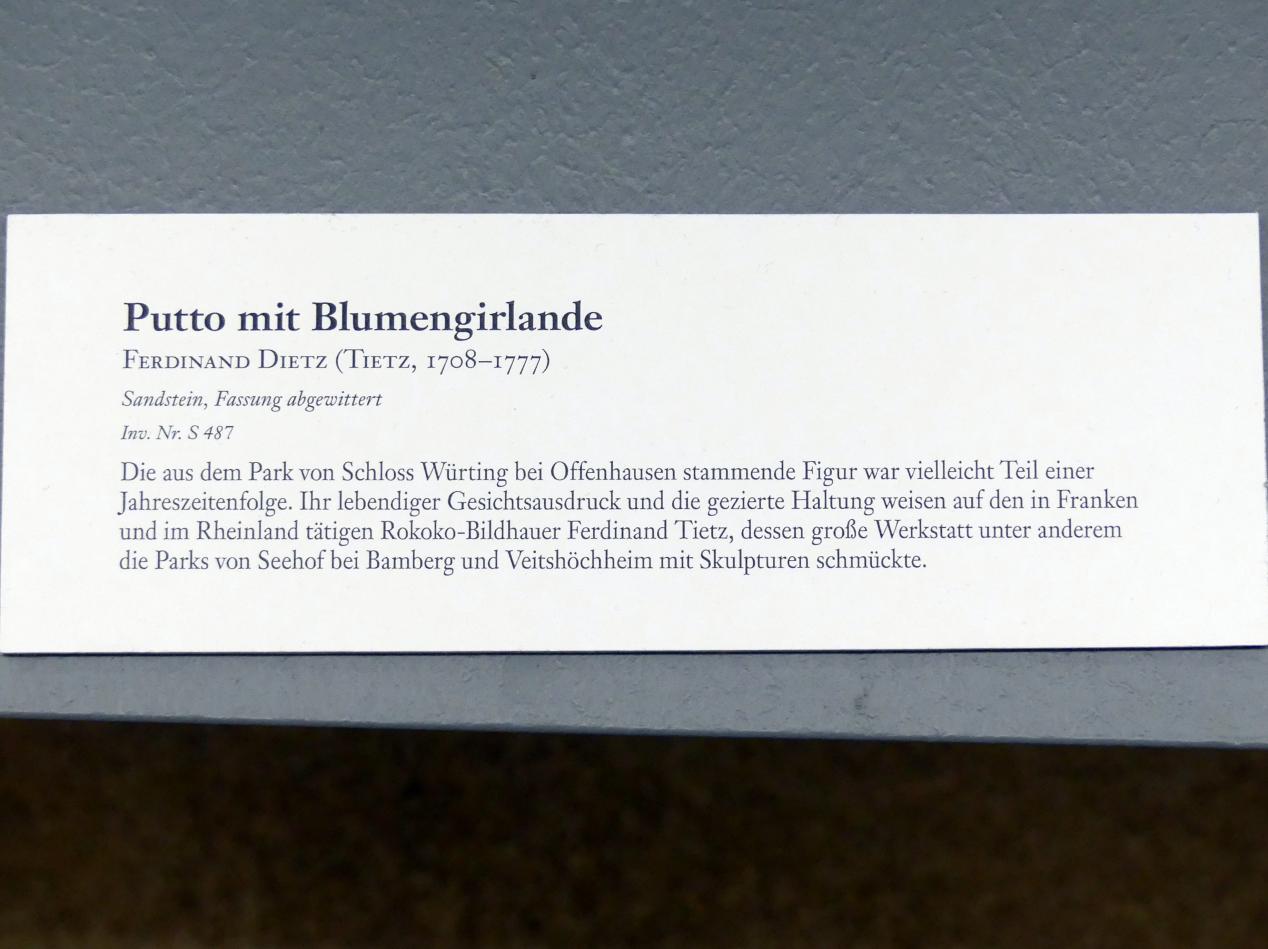 Putto mit Blumengirlande
Ferdinand Dietz (Tietz, 1708–1777)
Sandstein, Fassung abgewittert
Inv. Nr. S 487
Die aus dem Park von Schloss Würting bei Offenhausen stammende Figur war vielleicht Teil einer
Jahreszeitenfolge. Ihr lebendiger Gesichtsausdruck und die gezierte Haltung weisen auf den in Franken
und im Rheinland tätigen Rokoko-Bildhauer Ferdinand Tietz, dessen große Werkstatt unter anderem
die Parks von Seehof bei Bamberg und Veitshöchheim mit Skulpturen schmückte.